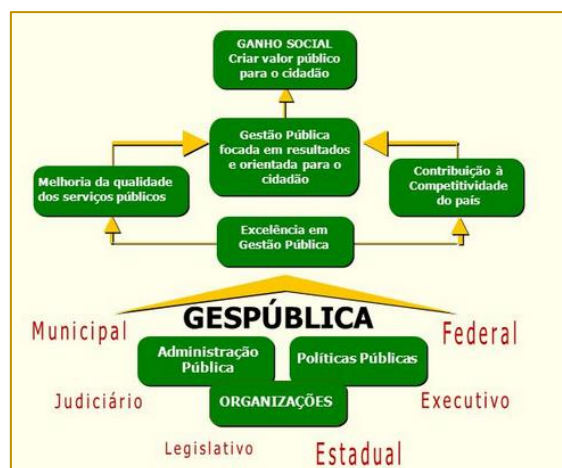 GANHO SOCIAL
Criar valor público
para o cidadão
Gestão Pública
focada em resultados
e orientada para o
cidadão
Melhoria da qualidade
dos serviços públicos
Contribuição à
Competitividade
do país
Excelência em
Gestão Pública
GESPÚBLICA
Municipal
Federal
Administração
Pública
Políticas Públicas
Judiciário
ORGANIZAÇÕES
Executivo
Legislativo
Estadual